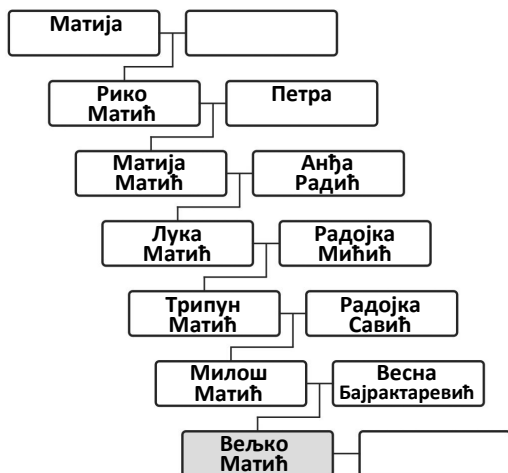 Матија
Рико
Матић
Петра
Матија
Матић
Анђа
Радић
Лука
Матић
Радојка
Мићић
Трипун
Матић
Радојка
Савић
Милош
Матић
Весна
Бајрактаревић
Вељко
Матић